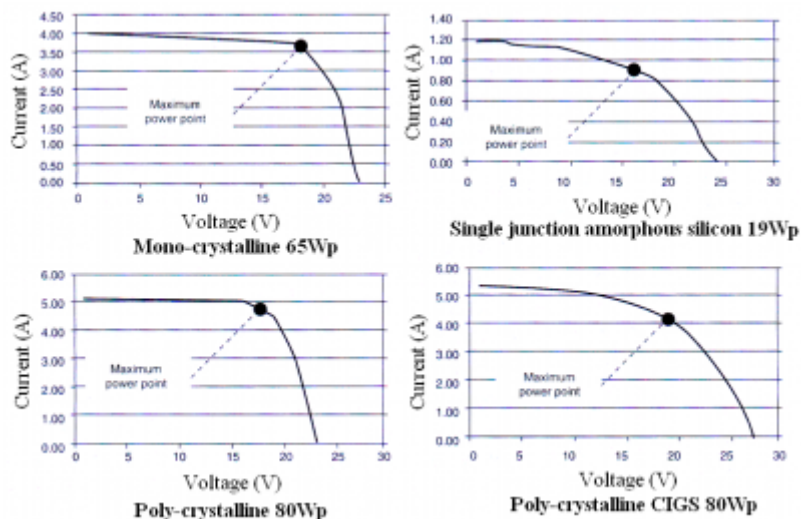 4.50
4.00
3.50
3.00
2.50
2.00
1.50
1.00
0.50
0.00
Current (A)
Maximum
power point
0 5 10 15 20 25
Voltage (V)
Mono-crystalline 65Wp
1.40
1.20
1.00
0.80
0.60
0.40
0.20
0.00
Current (A)
Maximum
power point
0 5 10 15 20 25 30
Voltage (V)
Single junction amorphous silicon 19Wp
6.00
5.00
4.00
3.00
2.00
1.00
0.00
Current (A)
Maximum
power point
0 5 10 15 20 25 30
Voltage (V)
Poly-crystalline 80Wp
6.00
5.00
4.00
3.00
2.00
1.00
0.00
Current (A)
Maximum
power point
0 5 10 15 20 25 30
Voltage (V)
Poly-crystalline CIGS 80Wp